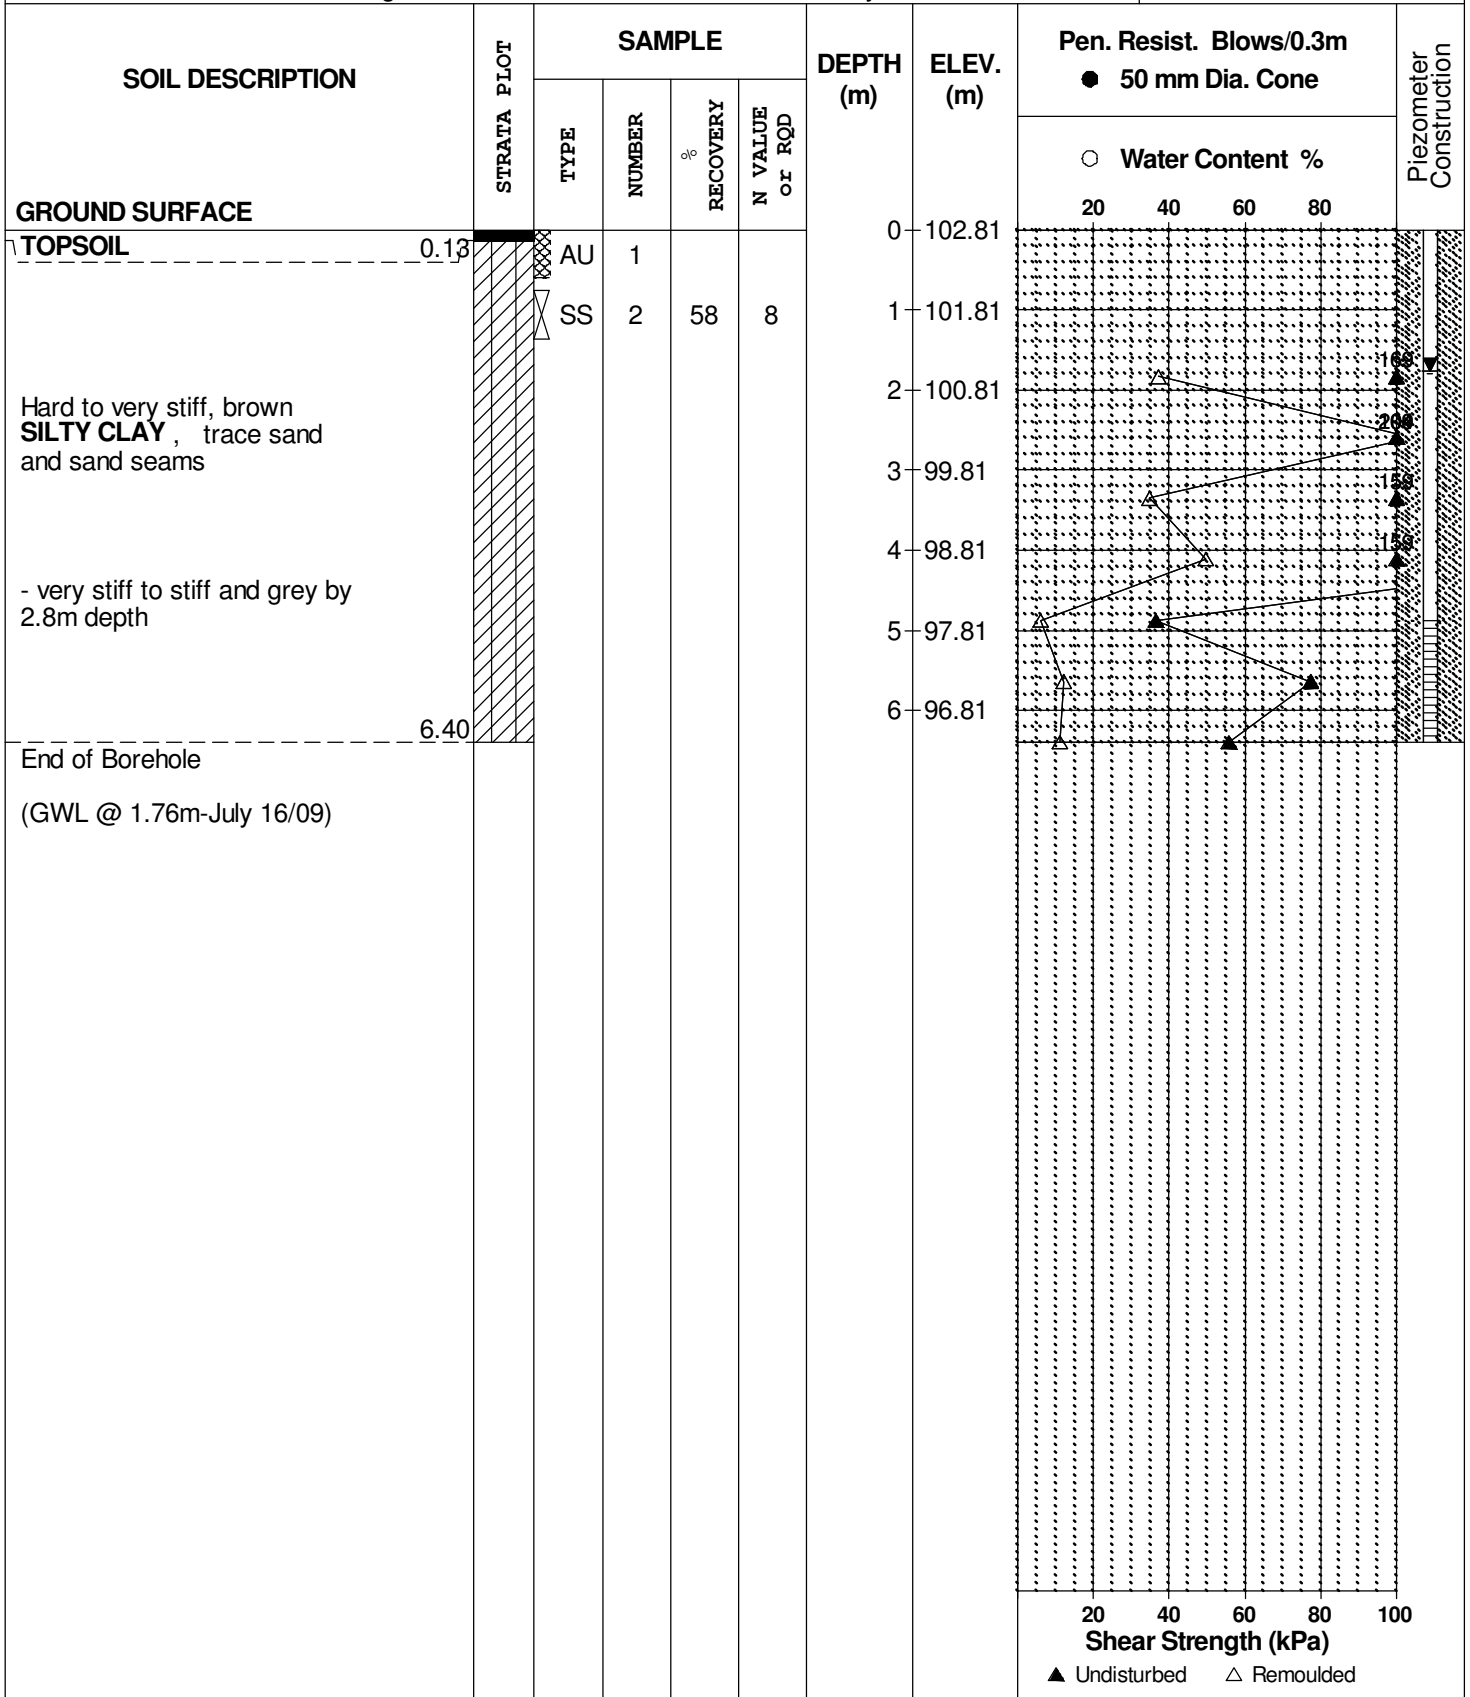 SOIL DESCRIPTION
GROUND SURFACE
STRATA PLOT
SAMPLE
TYPE
NUMBER
%
RECOVERY
N VALUE
or RQD
DEPTH
(m)
ELEV.
(m)
Pen. Resist. Blows/0.3m
● 50 mm Dia. Cone
○ Water Content %
20 40 60 80
Piezometer
Construction
TOPSOIL 0.13
AU 1
SS 2 58 8
0 102.81
1 101.81
2 100.81
3 99.81
4 98.81
5 97.81
6 96.81
Hard to very stiff, brown
SILTY CLAY , trace sand
and sand seams
- very stiff to stiff and grey by
2.8m depth
6.40
End of Borehole
(GWL @ 1.76m-July 16/09)
159
159
20 40 60 80 100
Shear Strength (kPa)
▲ Undisturbed △ Remoulded